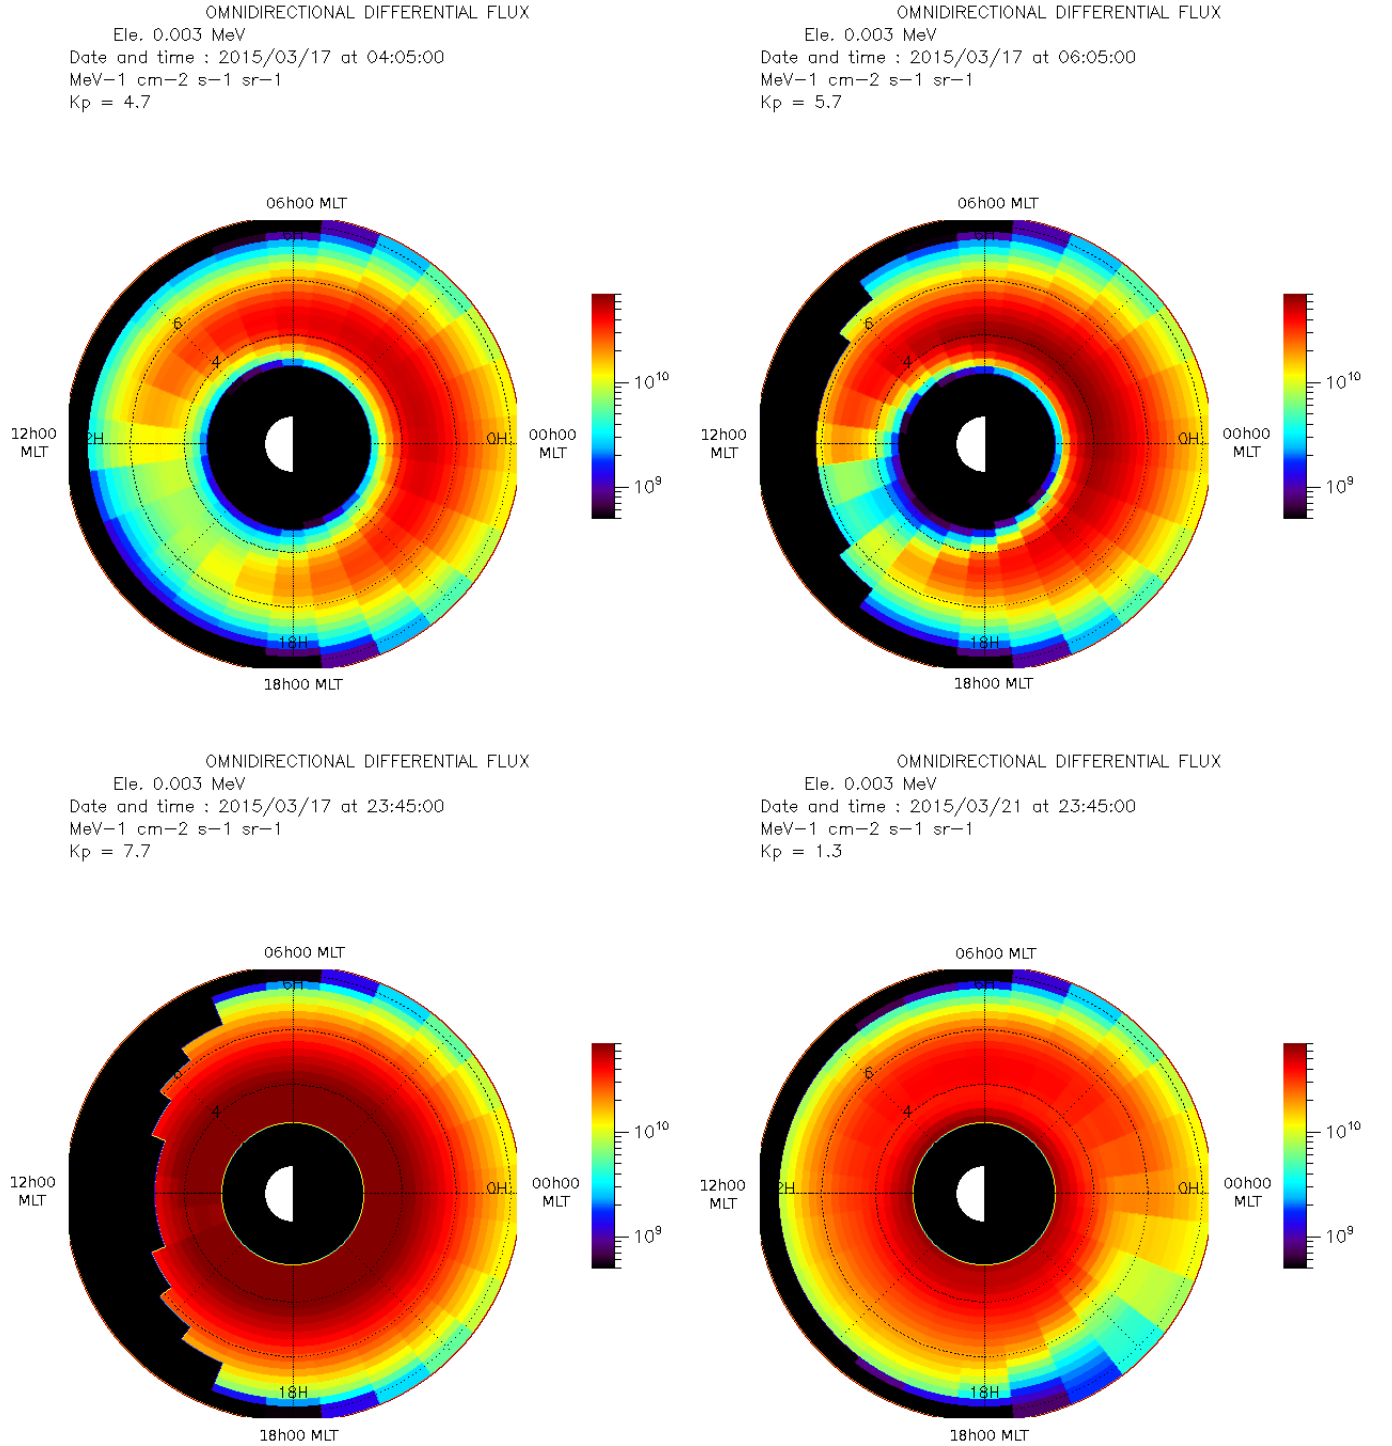 OMNIDIRECTIONAL DIFFERENTIAL FLUX
Ele. 0.003 MeV
Date and time : 2015/03/17 at 04:05:00
MeV-1 cm-2 s-1 sr-1
Kp = 4.7
06h00 MLT
6H
6
4
12h00
MLT
2H
0H
00h00
MLT
18H
18h00 MLT
10^10
10^9
OMNIDIRECTIONAL DIFFERENTIAL FLUX
Ele. 0.003 MeV
Date and time : 2015/03/17 at 06:05:00
MeV-1 cm-2 s-1 sr-1
Kp = 5.7
06h00 MLT
6H
6
4
12h00
MLT
0H
00h00
MLT
18H
18h00 MLT
10^10
10^9
OMNIDIRECTIONAL DIFFERENTIAL FLUX
Ele. 0.003 MeV
Date and time : 2015/03/17 at 23:45:00
MeV-1 cm-2 s-1 sr-1
Kp = 7.7
06h00 MLT
6H
6
4
12h00
MLT
0H
00h00
MLT
18H
18h00 MLT
10^10
10^9
OMNIDIRECTIONAL DIFFERENTIAL FLUX
Ele. 0.003 MeV
Date and time : 2015/03/21 at 23:45:00
MeV-1 cm-2 s-1 sr-1
Kp = 1.3
06h00 MLT
6H
6
4
12h00
MLT
2H
0H
00h00
MLT
18H
18h00 MLT
10^10
10^9